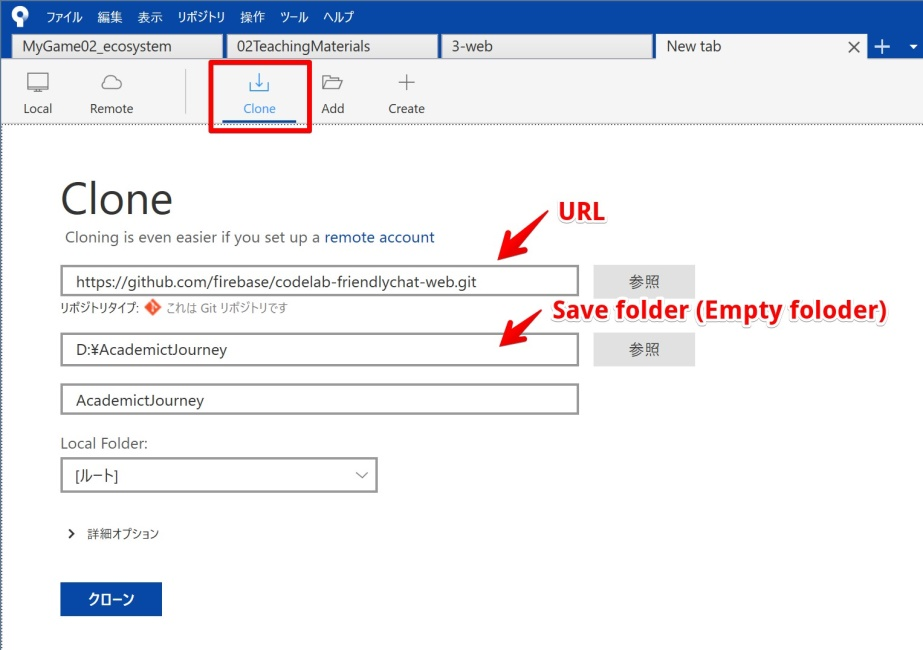 ファイル 編集 表示 リポジトリ 操作 ツール ヘルプ
MyGame02_ecosystem 02TeachingMaterials 3-web New tab
Local Remote Clone Add Create
Clone
Cloning is even easier if you set up a remote account
URL
https://github.com/firebase/codelab-friendlychat-web.git 参照
リポジトリタイプ: これは Git リポジトリです
Save folder (Empty foloder)
D:¥AcademictJourney 参照
AcademictJourney
Local Folder:
[ルート]
詳細オプション
クローン